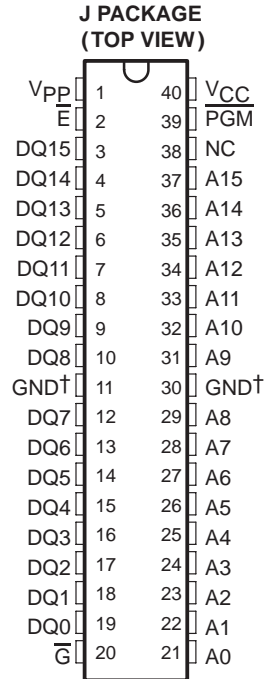 J PACKAGE
(TOP VIEW)
VPP 1 40 VCC
E̅ 2 39 P̅G̅M̅
DQ15 3 38 NC
DQ14 4 37 A15
DQ13 5 36 A14
DQ12 6 35 A13
DQ11 7 34 A12
DQ10 8 33 A11
DQ9 9 32 A10
DQ8 10 31 A9
GND† 11 30 GND†
DQ7 12 29 A8
DQ6 13 28 A7
DQ5 14 27 A6
DQ4 15 26 A5
DQ3 16 25 A4
DQ2 17 24 A3
DQ1 18 23 A2
DQ0 19 22 A1
G̅ 20 21 A0